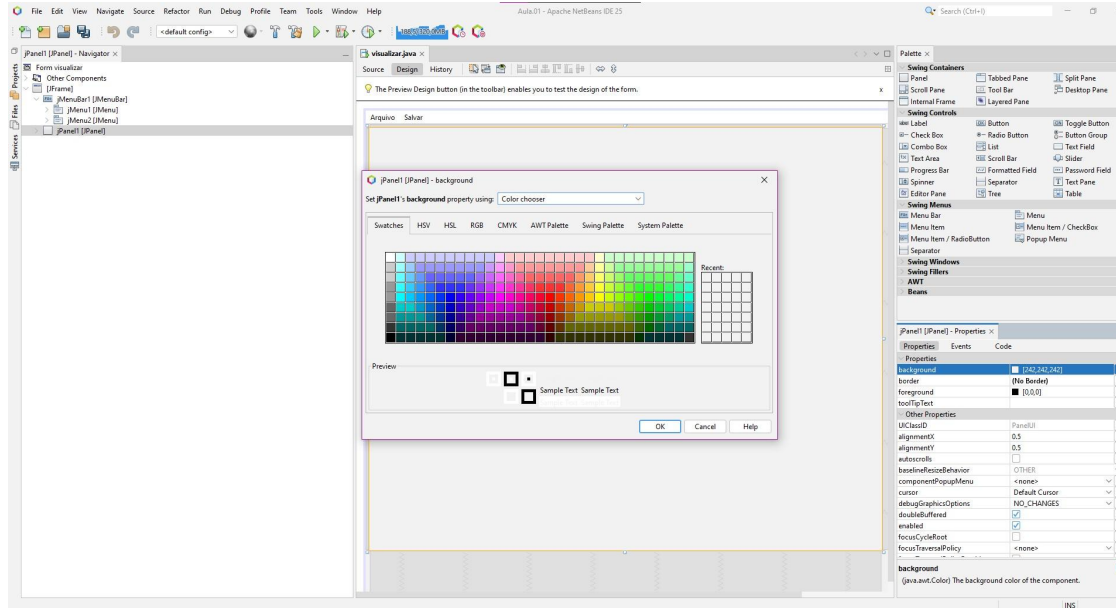 File Edit View Navigate Source Refactor Run Debug Profile Team Tools Window Help
Aula.01 - Apache NetBeans IDE 25
Search (Ctrl+I)
<default config>
jPanel1 [JPanel] - Navigator
Form visualizar
Other Components
[JFrame]
jMenuBar1 [JMenuBar]
jMenu1 [JMenu]
jMenu2 [JMenu]
jPanel1 [JPanel]
Projects
Files
Services
visualizar.java
Source Design History
The Preview Design button (in the toolbar) enables you to test the design of the form.
x
Arquivo Salvar
jPanel1 [JPanel] - background
Set jPanel1's background property using: Color chooser
Swatches HSV HSL RGB CMYK AWT Palette Swing Palette System Palette
Recent:
Preview
Sample Text Sample Text
OK Cancel Help
Palette
Swing Containers
Panel Tabbed Pane Split Pane
Scroll Pane Tool Bar Desktop Pane
Internal Frame Layered Pane
Swing Controls
Label Button Toggle Button
Check Box Radio Button Button Group
Combo Box List Text Field
Text Area Scroll Bar Slider
Progress Bar Formatted Field Password Field
Spinner Separator Text Pane
Editor Pane Tree Table
Swing Menus
Menu Bar Menu
Menu Item Menu Item / CheckBox
Menu Item / RadioButton Popup Menu
Separator
Swing Windows
Swing Fillers
AWT
Beans
jPanel1 [JPanel] - Properties
Properties Events Code
Properties
background [242,242,242]
border (No Border)
foreground [0,0,0]
toolTipText
Other Properties
UIClassID PanelUI
alignmentX 0.5
alignmentY 0.5
autoscrolls
baselineResizeBehavior OTHER
componentPopupMenu <none>
cursor Default Cursor
debugGraphicsOptions NO_CHANGES
doubleBuffered
enabled
focusCycleRoot
focusTraversalPolicy <none>
background
(java.awt.Color) The background color of the component.
INS